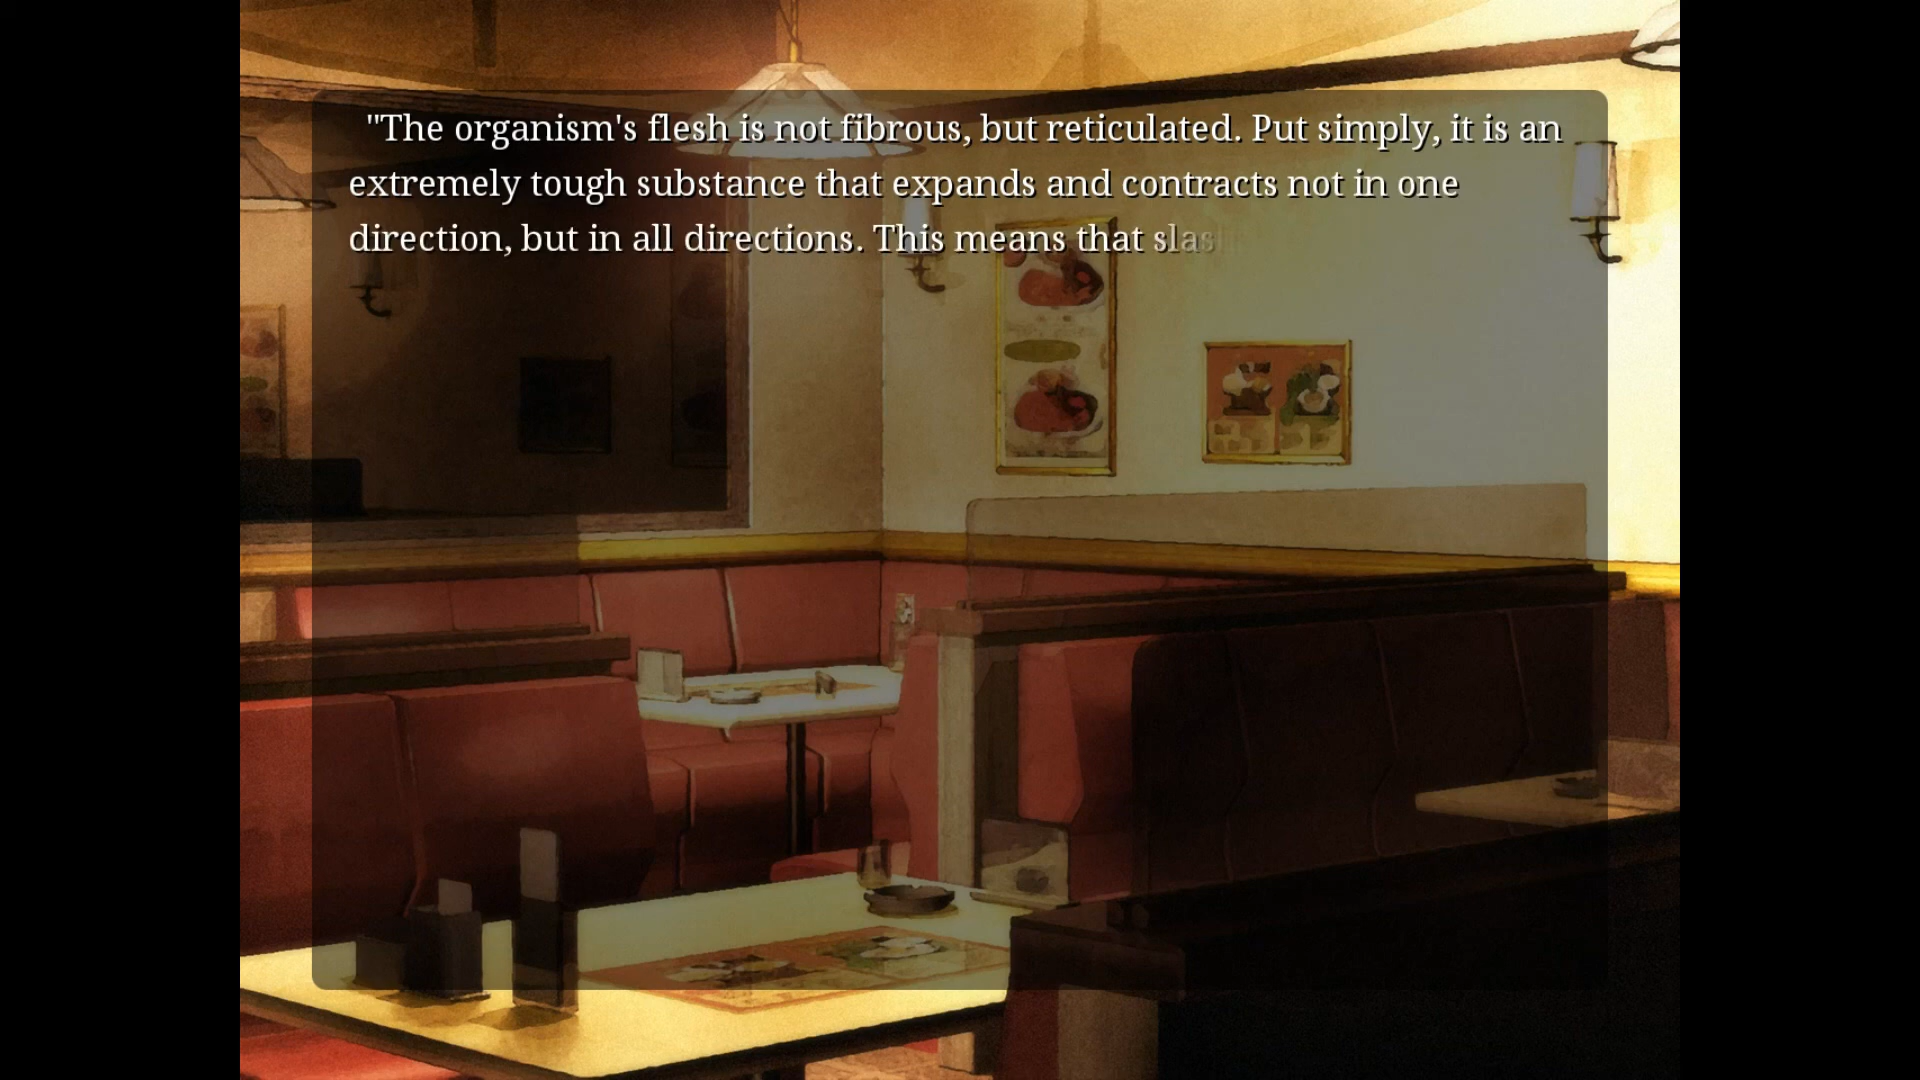 "The organism's flesh is not fibrous, but reticulated. Put simply, it is an
extremely tough substance that expands and contracts not in one
direction, but in all directions. This means that